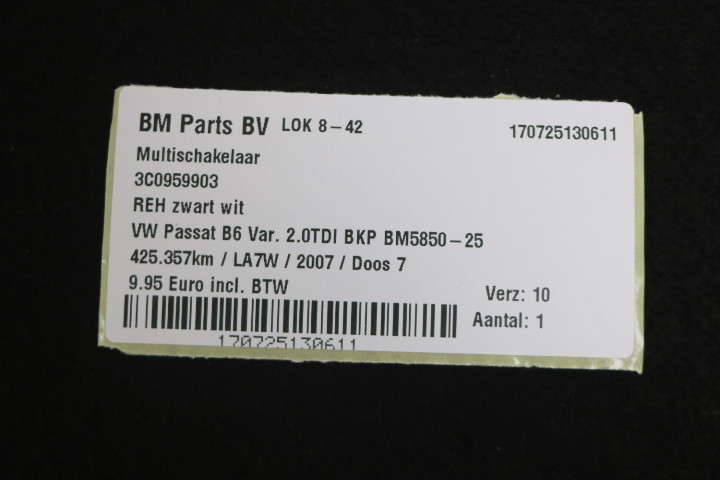 BM Parts BV LOK 8-42 170725130611
Multischakelaar
3C0959903
REH zwart wit
VW Passat B6 Var. 2.0TDI BKP BM5850-25
425.357km / LA7W / 2007 / Doos 7
9.95 Euro incl. BTW
Verz: 10
Aantal: 1
170725130611